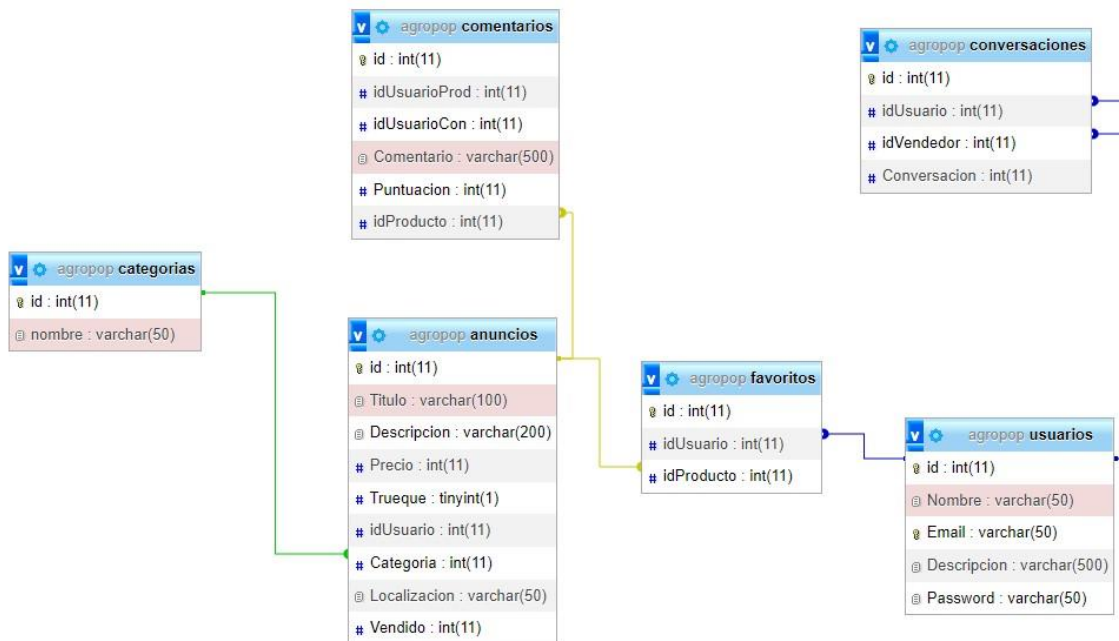 agropop comentarios
id : int(11)
# idUsuarioProd : int(11)
# idUsuarioCon : int(11)
Comentario : varchar(500)
# Puntuacion : int(11)
# idProducto : int(11)
agropop conversaciones
id : int(11)
# idUsuario : int(11)
# idVendedor : int(11)
# Conversacion : int(11)
agropop categorias
id : int(11)
nombre : varchar(50)
agropop anuncios
id : int(11)
Titulo : varchar(100)
Descripcion : varchar(200)
# Precio : int(11)
# Trueque : tinyint(1)
# idUsuario : int(11)
# Categoria : int(11)
Localizacion : varchar(50)
# Vendido : int(11)
agropop favoritos
id : int(11)
# idUsuario : int(11)
# idProducto : int(11)
agropop usuarios
id : int(11)
Nombre : varchar(50)
Email : varchar(50)
Descripcion : varchar(500)
Password : varchar(50)